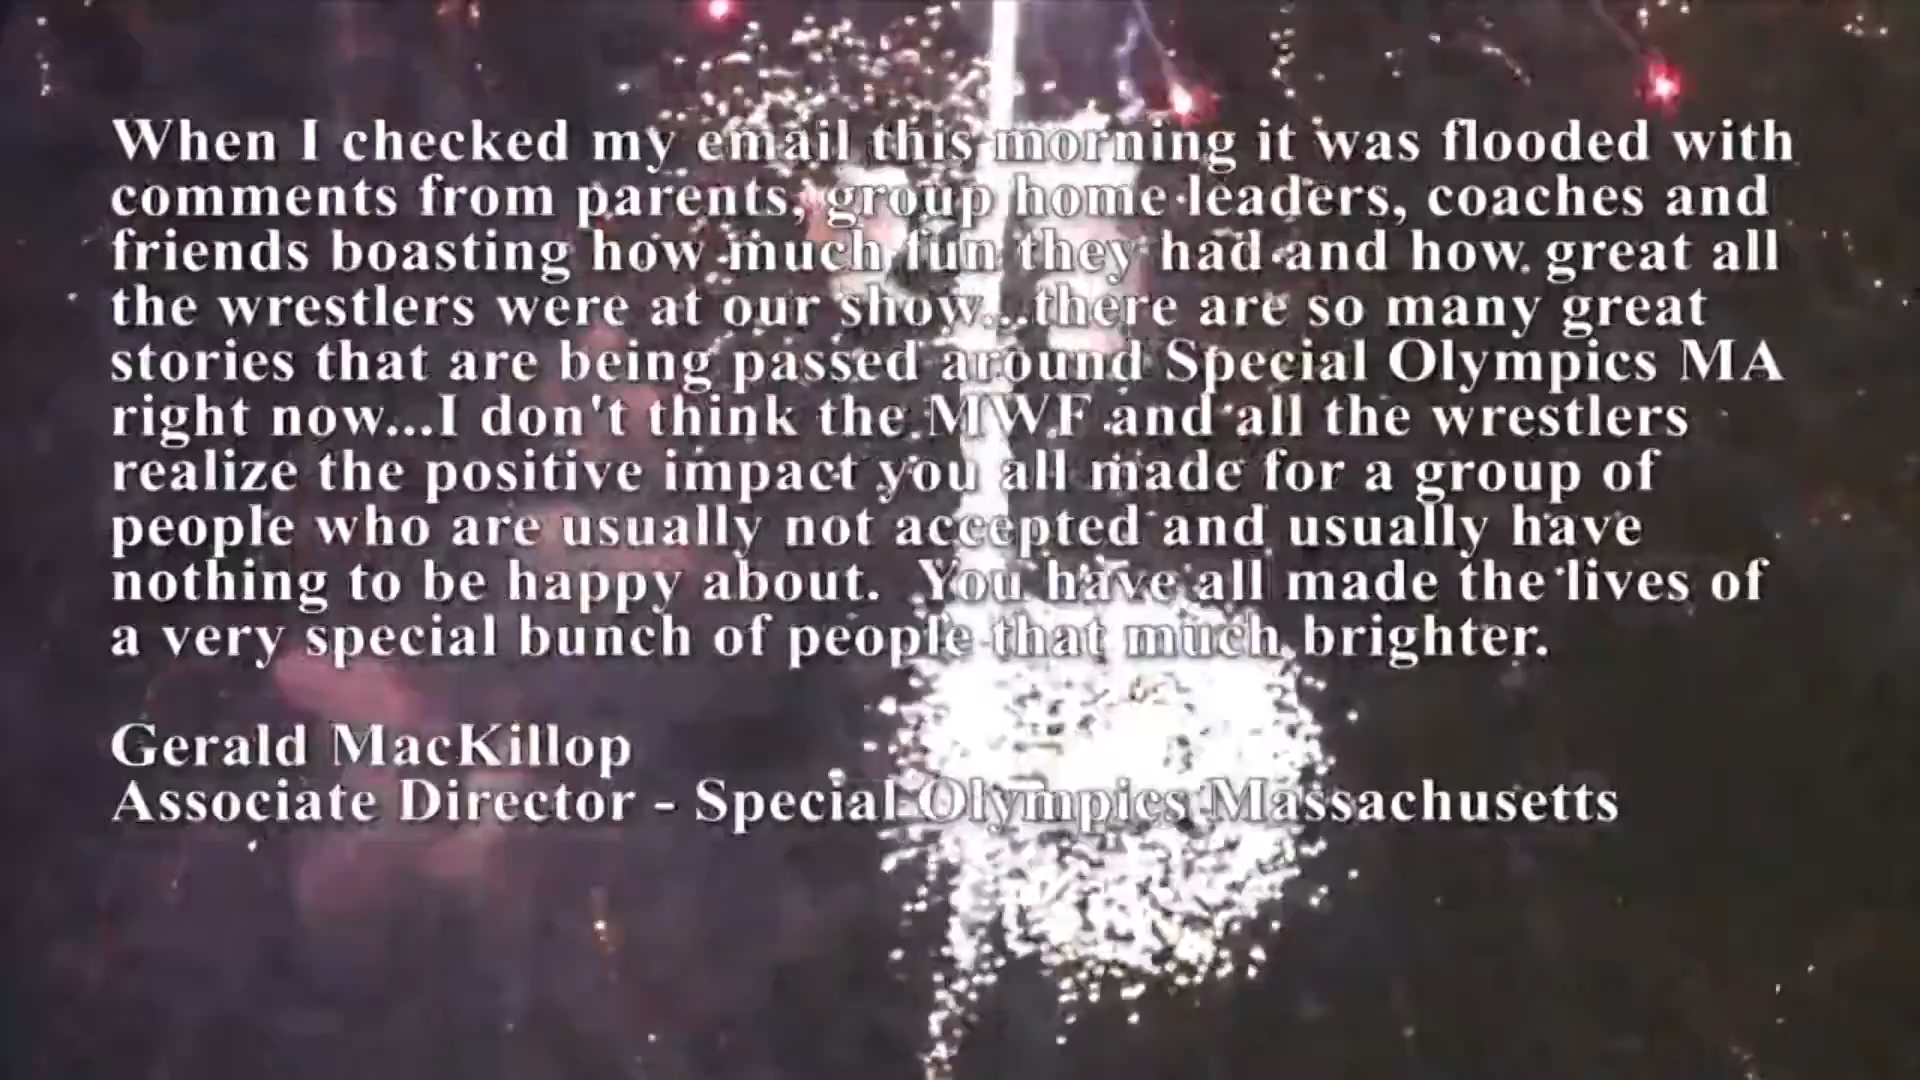 When I checked my email this morning it was flooded with
comments from parents, group home leaders, coaches and
friends boasting how much fun they had and how great all
the wrestlers were at our show...there are so many great
stories that are being passed around Special Olympics MA
right now...I don't think the MWF and all the wrestlers
realize the positive impact you all made for a group of
people who are usually not accepted and usually have
nothing to be happy about.  You have all made the lives of
a very special bunch of people that much brighter.

Gerald MacKillop
Associate Director - Special Olympics Massachusetts